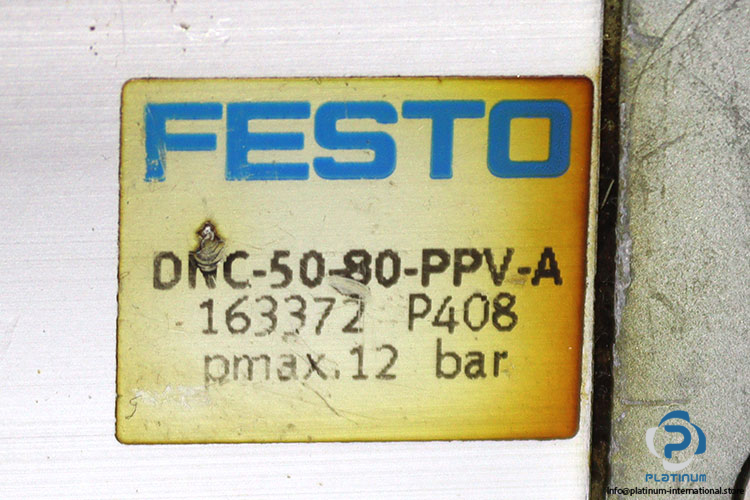 FESTO
DNC-50-80-PPV-A
163372 P408
pmax.12 bar
PLATINUM
info@platinum-international.store